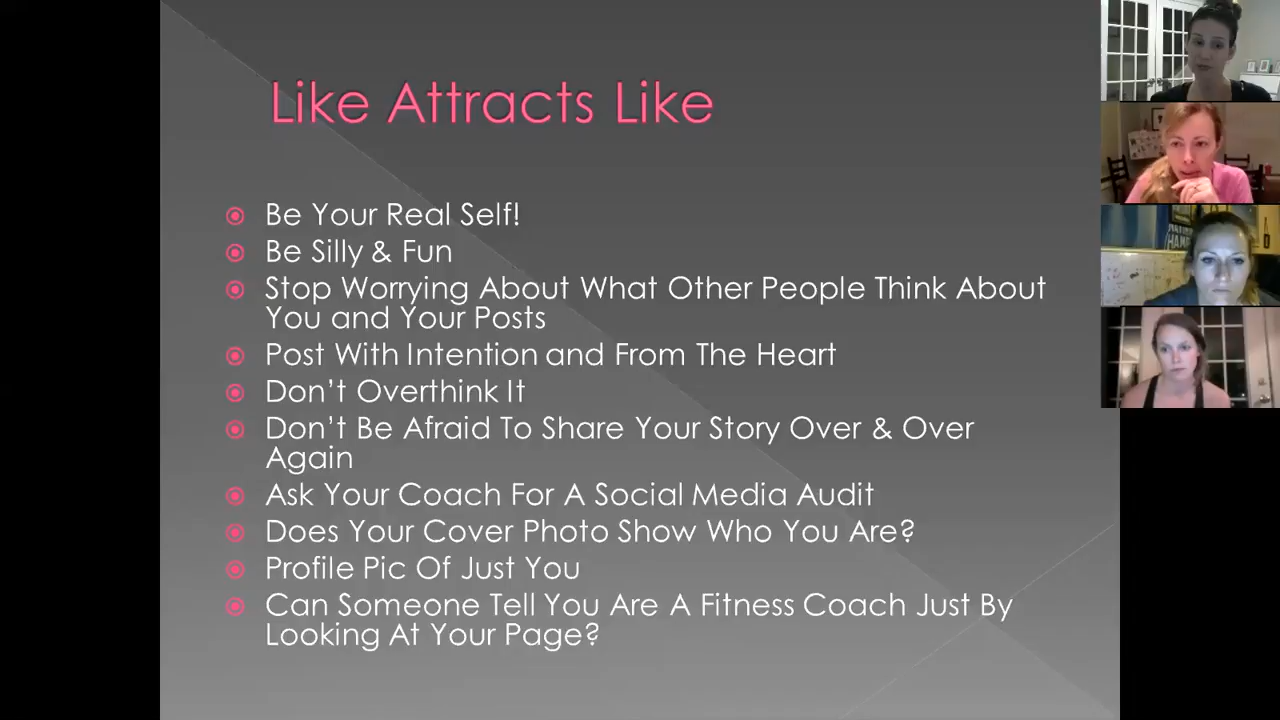 Like Attracts Like
Be Your Real Self!
Be Silly & Fun
Stop Worrying About What Other People Think About
You and Your Posts
Post With Intention and From The Heart
Don't Overthink It
Don't Be Afraid To Share Your Story Over & Over
Again
Ask Your Coach For A Social Media Audit
Does Your Cover Photo Show Who You Are?
Profile Pic Of Just You
Can Someone Tell You Are A Fitness Coach Just By
Looking At Your Page?